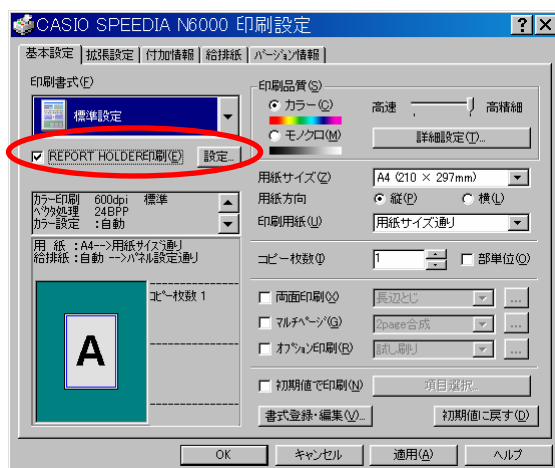 CASIO SPEEDIA N6000 印刷設定
基本設定 拡張設定 付加情報 給排紙 バージョン情報
印刷書式(F)
標準設定
REPORT HOLDER印刷(E) 設定...
カラー印刷 600dpi 標準
ベクタ処理 24BPP
カラー設定 :自動
用 紙 :A4-->用紙サイズ通り
給排紙 :自動 -->パネル設定通り
コピー枚数 1
A
印刷品質(S)
カラー(C) 高速 高精細
モノクロ(M) 詳細設定(T)...
用紙サイズ(Z) A4 (210 × 297mm)
用紙方向 縦(P) 横(L)
印刷用紙(U) 用紙サイズ通り
コピー枚数(I) 1 部単位(O)
両面印刷(X) 長辺とじ ...
マルチページ(G) 2page合成 ...
オプション印刷(R) 試し刷り ...
初期値で印刷(N) 項目選択...
書式登録・編集(V)... 初期値に戻す(D)
OK キャンセル 適用(A) ヘルプ